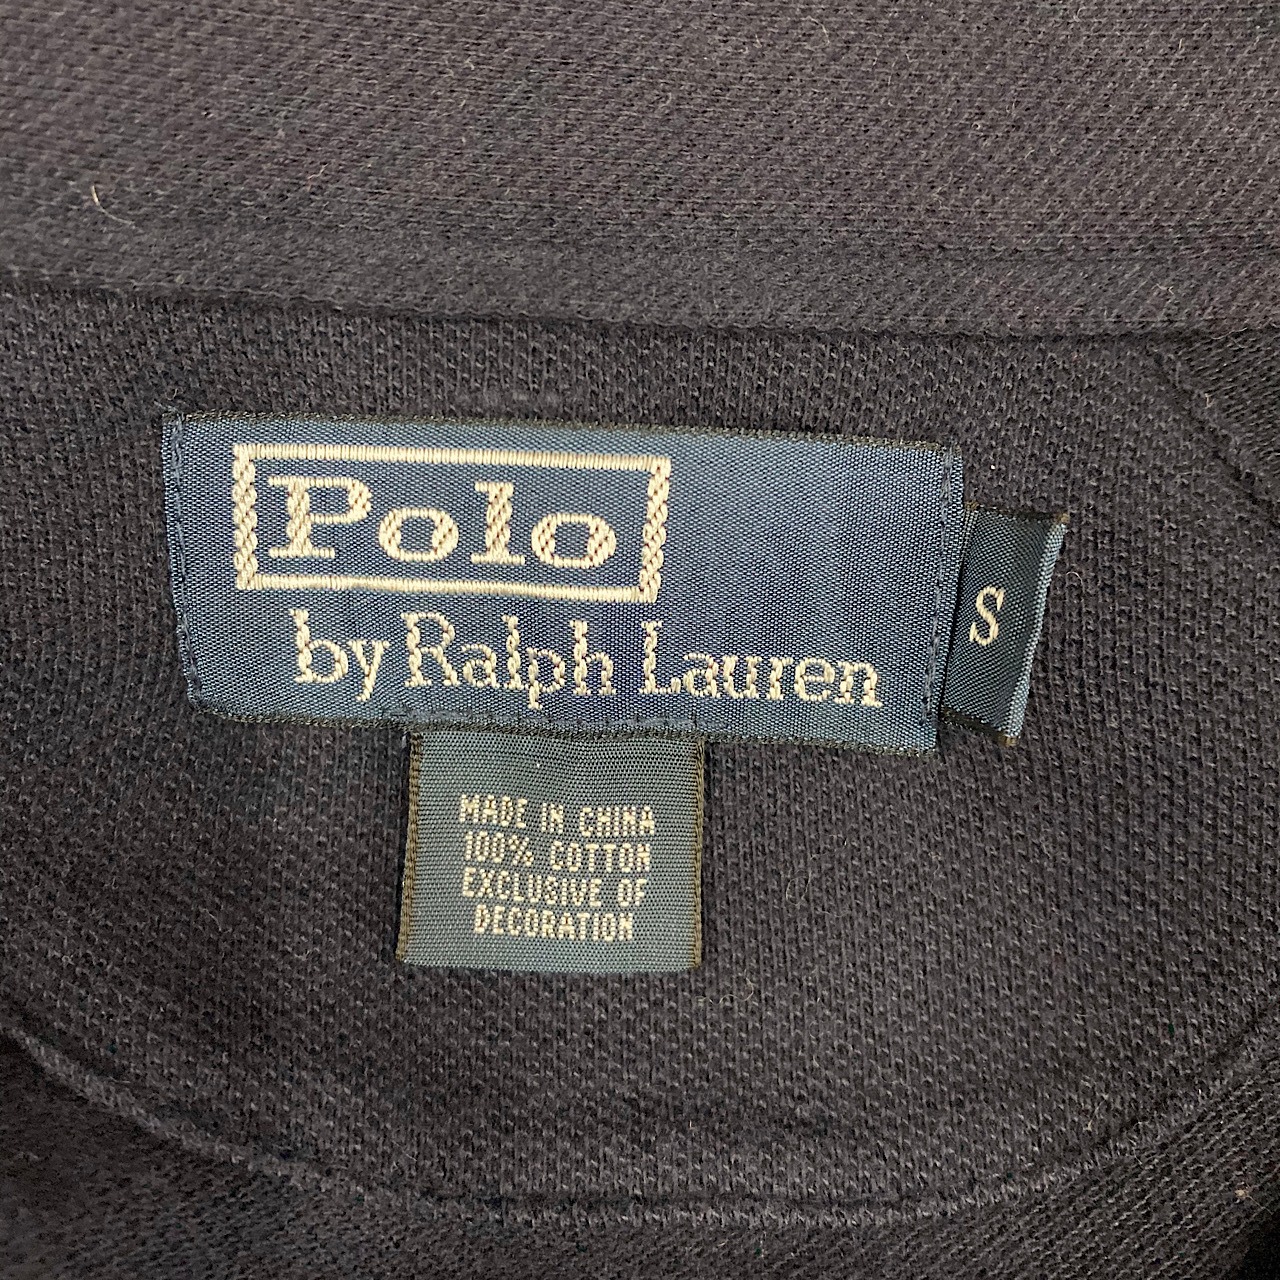 Polo
by Ralph Lauren
S
MADE IN CHINA
100% COTTON
EXCLUSIVE OF
DECORATION